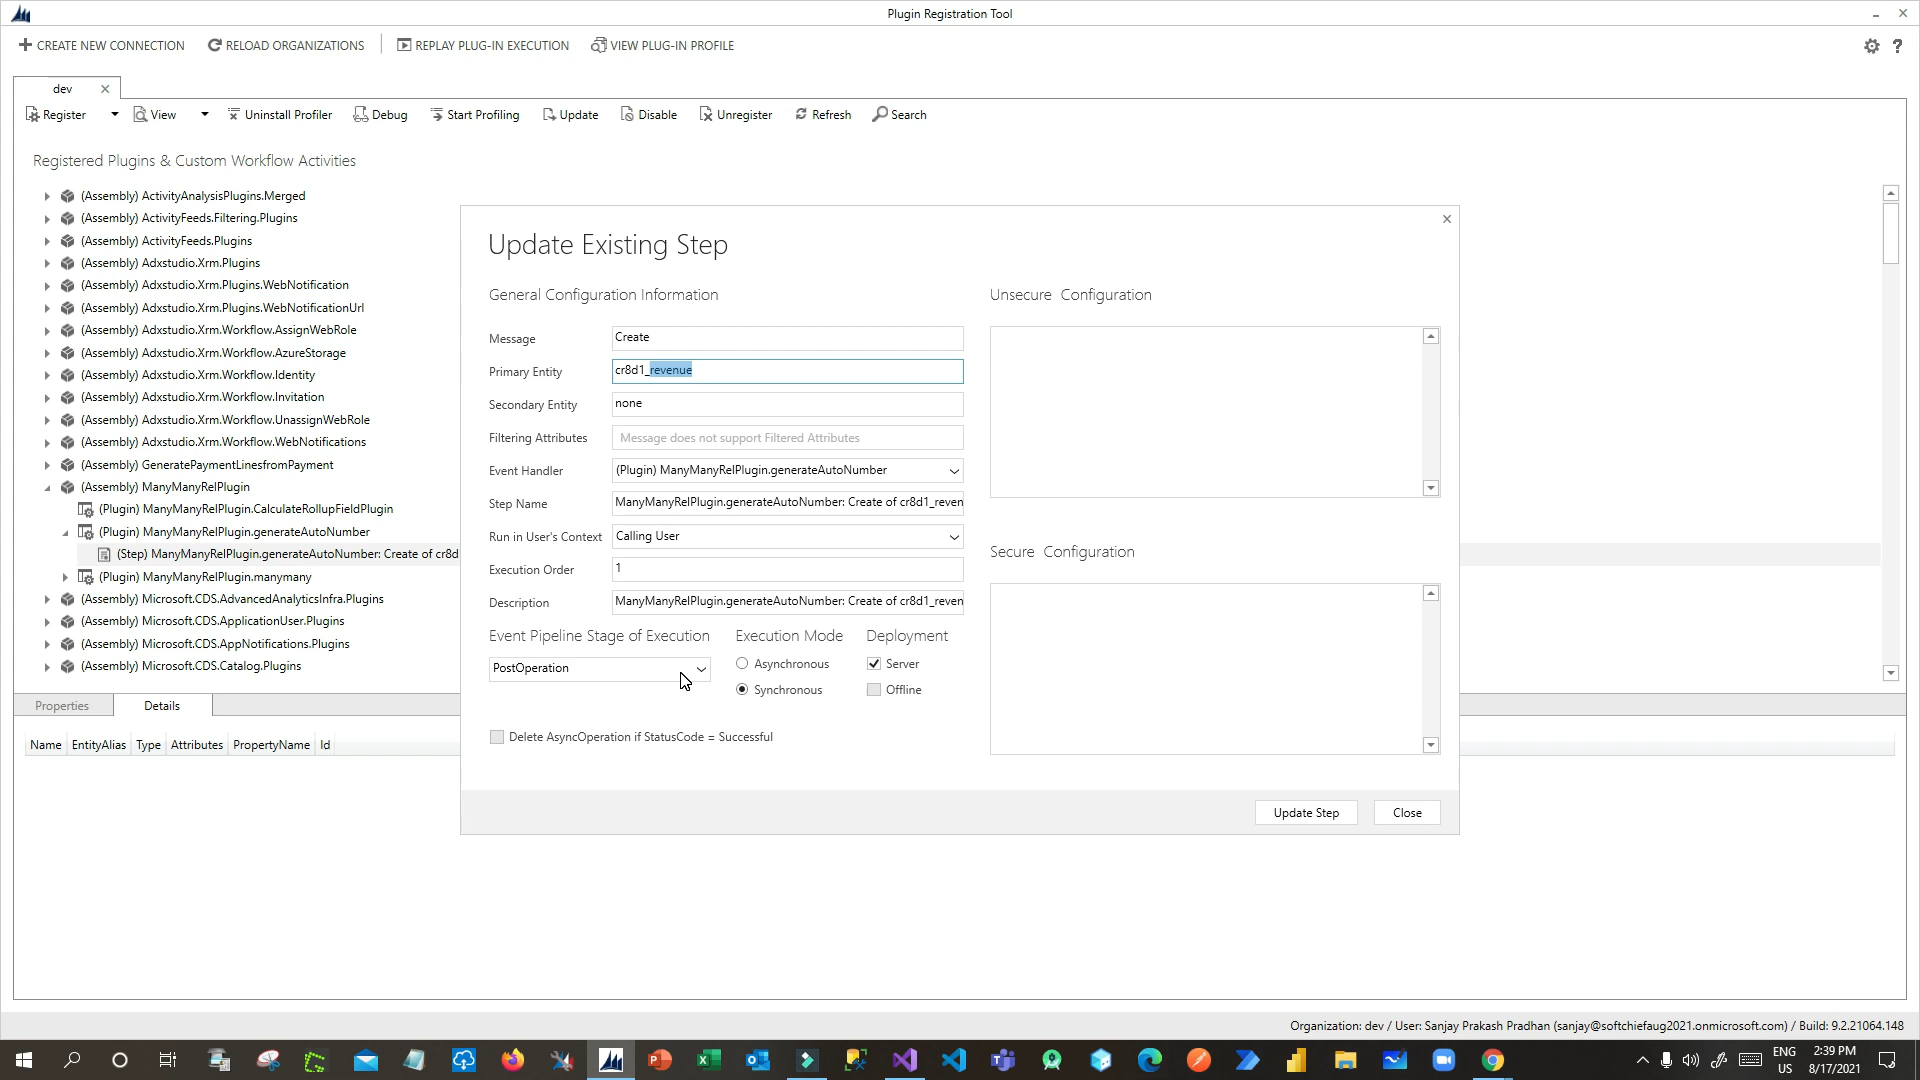 Plugin Registration Tool
CREATE NEW CONNECTION RELOAD ORGANIZATIONS REPLAY PLUG-IN EXECUTION VIEW PLUG-IN PROFILE
dev
Register View Uninstall Profiler Debug Start Profiling Update Disable Unregister Refresh Search
Registered Plugins & Custom Workflow Activities
(Assembly) ActivityAnalysisPlugins.Merged
(Assembly) ActivityFeeds.Filtering.Plugins
(Assembly) ActivityFeeds.Plugins
(Assembly) Adxstudio.Xrm.Plugins
(Assembly) Adxstudio.Xrm.Plugins.WebNotification
(Assembly) Adxstudio.Xrm.Plugins.WebNotificationUrl
(Assembly) Adxstudio.Xrm.Workflow.AssignWebRole
(Assembly) Adxstudio.Xrm.Workflow.AzureStorage
(Assembly) Adxstudio.Xrm.Workflow.Identity
(Assembly) Adxstudio.Xrm.Workflow.Invitation
(Assembly) Adxstudio.Xrm.Workflow.UnassignWebRole
(Assembly) Adxstudio.Xrm.Workflow.WebNotifications
(Assembly) GeneratePaymentLinesfromPayment
(Assembly) ManyManyRelPlugin
(Plugin) ManyManyRelPlugin.CalculateRollupFieldPlugin
(Plugin) ManyManyRelPlugin.generateAutoNumber
(Step) ManyManyRelPlugin.generateAutoNumber: Create of cr8d
(Plugin) ManyManyRelPlugin.manymany
(Assembly) Microsoft.CDS.AdvancedAnalyticsInfra.Plugins
(Assembly) Microsoft.CDS.ApplicationUser.Plugins
(Assembly) Microsoft.CDS.AppNotifications.Plugins
(Assembly) Microsoft.CDS.Catalog.Plugins
Update Existing Step
General Configuration Information
Message Create
Primary Entity cr8d1_revenue
Secondary Entity none
Filtering Attributes Message does not support Filtered Attributes
Event Handler (Plugin) ManyManyRelPlugin.generateAutoNumber
Step Name ManyManyRelPlugin.generateAutoNumber: Create of cr8d1_reven
Run in User's Context Calling User
Execution Order 1
Description ManyManyRelPlugin.generateAutoNumber: Create of cr8d1_reven
Event Pipeline Stage of Execution Execution Mode Deployment
PostOperation Asynchronous Server
Synchronous Offline
Delete AsyncOperation if StatusCode = Successful
Unsecure Configuration
Secure Configuration
Update Step Close
Properties Details
Name EntityAlias Type Attributes PropertyName Id
Organization: dev / User: Sanjay Prakash Pradhan (sanjay@softchiefaug2021.onmicrosoft.com) / Build: 9.2.21064.148
ENG 2:39 PM
US 8/17/2021